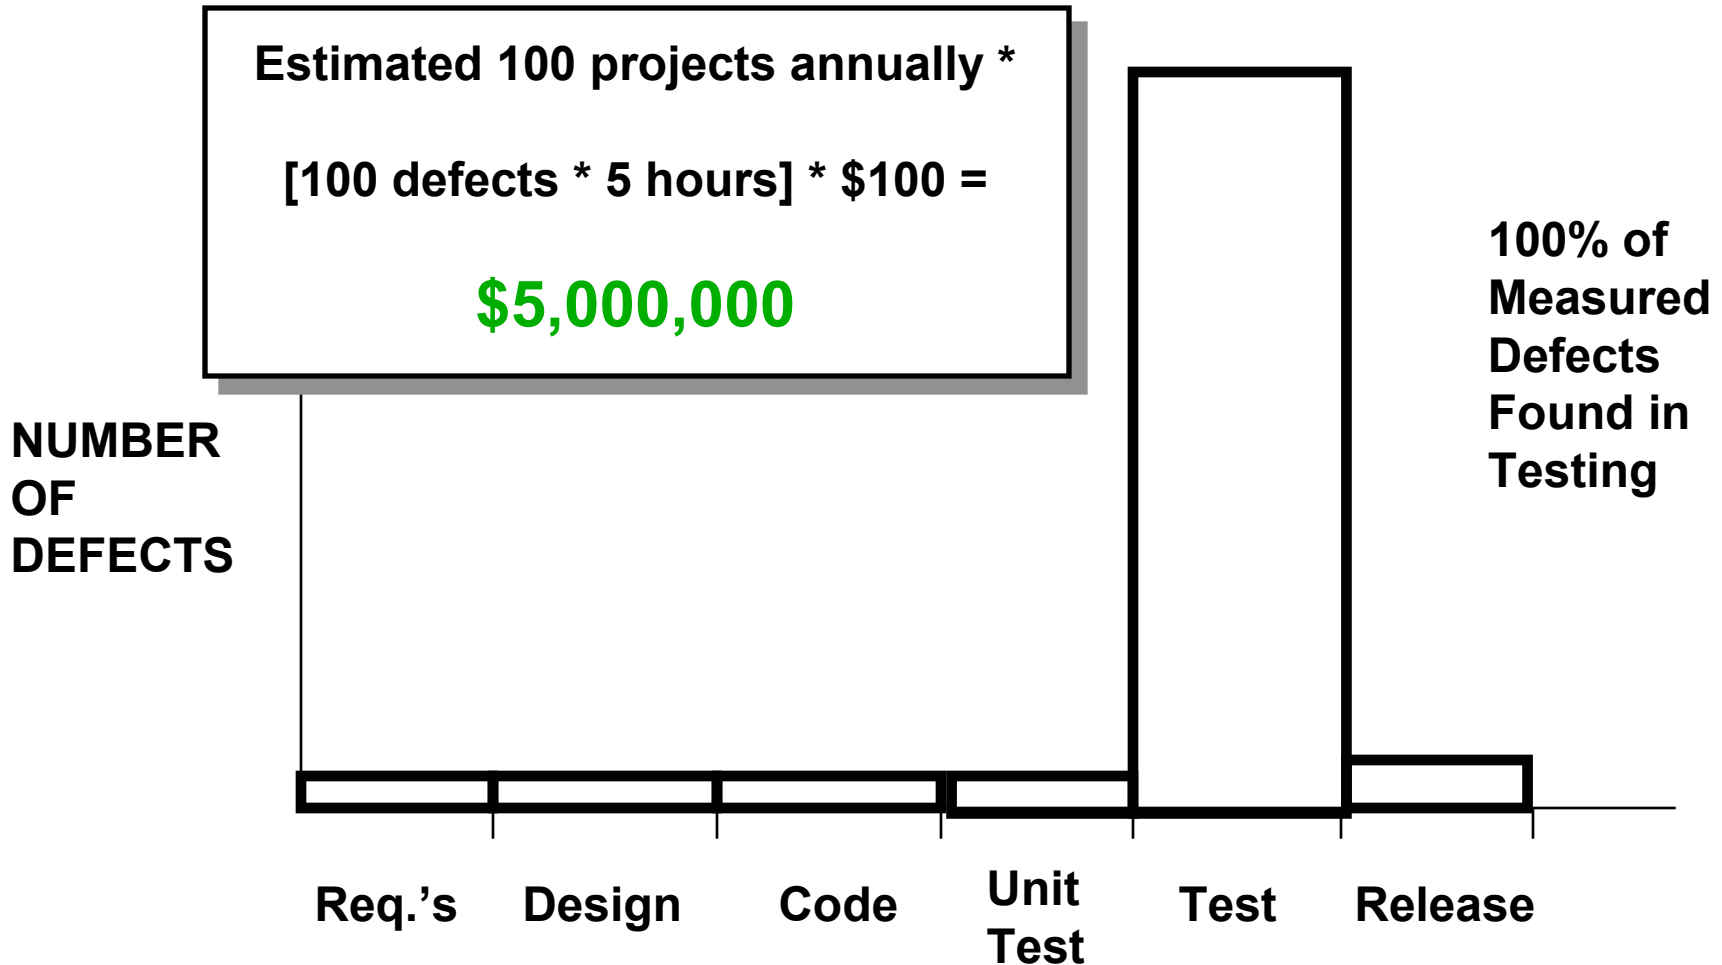 Estimated 100 projects annually *
[100 defects * 5 hours] * $100 =
$5,000,000
100% of
Measured
Defects
Found in
Testing
NUMBER
OF
DEFECTS
Req.’s
Design
Code
Unit
Test
Test
Release